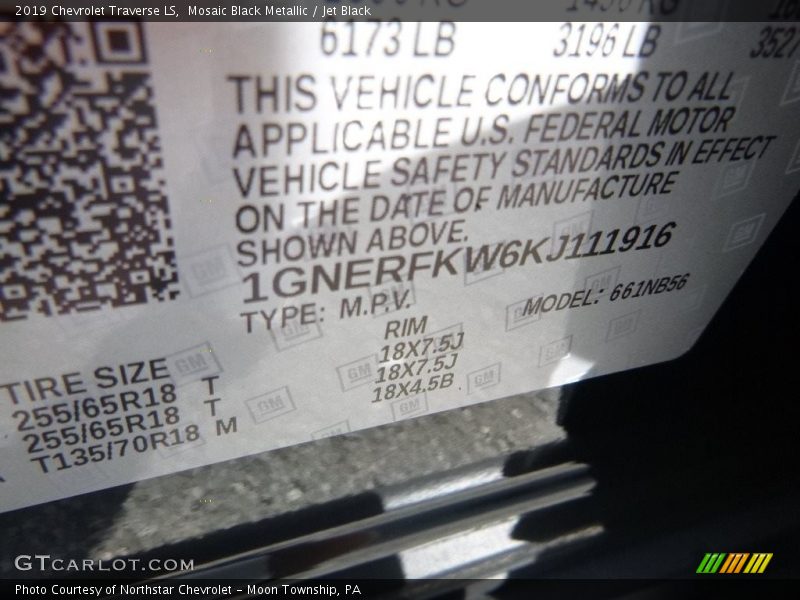 2019 Chevrolet Traverse LS,  Mosaic Black Metallic / Jet Black
6173 LB 3196 LB 3527
THIS VEHICLE CONFORMS TO ALL
APPLICABLE U.S. FEDERAL MOTOR
VEHICLE SAFETY STANDARDS IN EFFECT
ON THE DATE OF MANUFACTURE
SHOWN ABOVE.
1GNERFKW6KJ111916
TYPE: M.P.V. MODEL: 661NB56
TIRE SIZE RIM
255/65R18 T 18X7.5J
255/65R18 T 18X7.5J
T135/70R18 M 18X4.5B
GTCARLOT.COM
Photo Courtesy of Northstar Chevrolet – Moon Township, PA